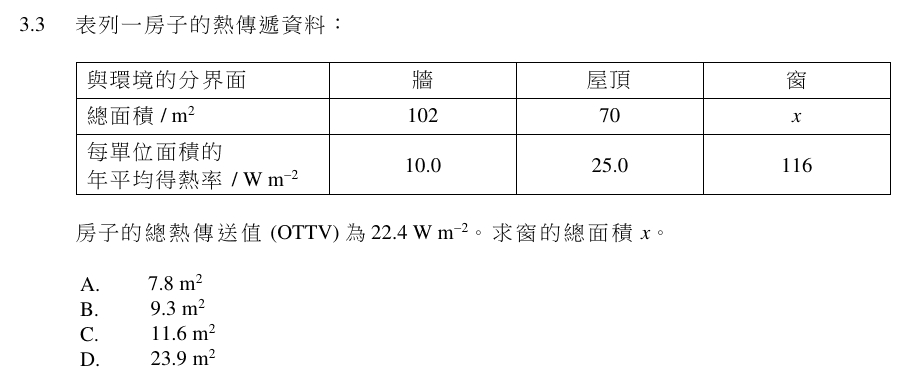 3.3 表列一房子的熱傳遞資料：
與環境的分界面 牆 屋頂 窗
總面積 / m² 102 70 x
每單位面積的
年平均得熱率 / W m⁻² 10.0 25.0 116
房子的總熱傳送值 (OTTV) 為 22.4 W m⁻²。求窗的總面積 x。
A. 7.8 m²
B. 9.3 m²
C. 11.6 m²
D. 23.9 m²